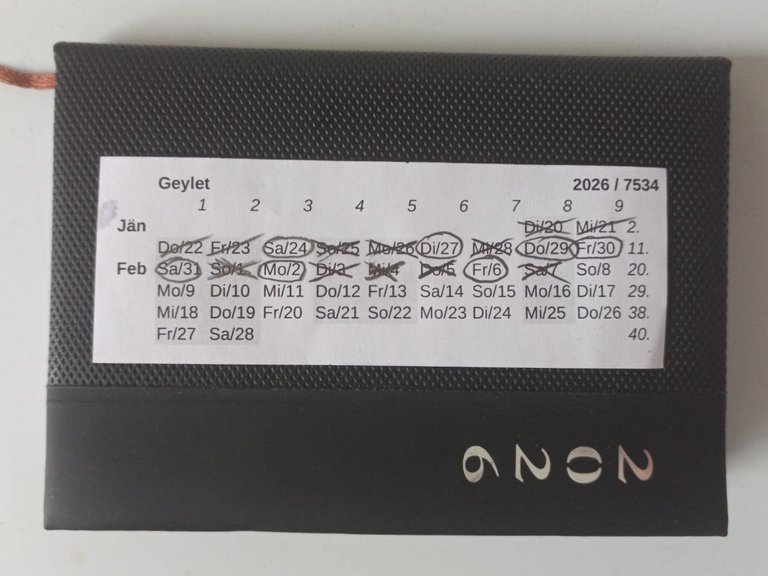 Geylet 2026 / 7534
1 2 3 4 5 6 7 8 9
Jän Di/20 Mi/21 2.
Do/22 Fr/23 Sa/24 So/25 Mo/26 Di/27 Mi/28 Do/29 Fr/30 11.
Feb Sa/31 So/1 Mo/2 Di/3 Mi/4 Do/5 Fr/6 Sa/7 So/8 20.
Mo/9 Di/10 Mi/11 Do/12 Fr/13 Sa/14 So/15 Mo/16 Di/17 29.
Mi/18 Do/19 Fr/20 Sa/21 So/22 Mo/23 Di/24 Mi/25 Do/26 38.
Fr/27 Sa/28 40.
2026